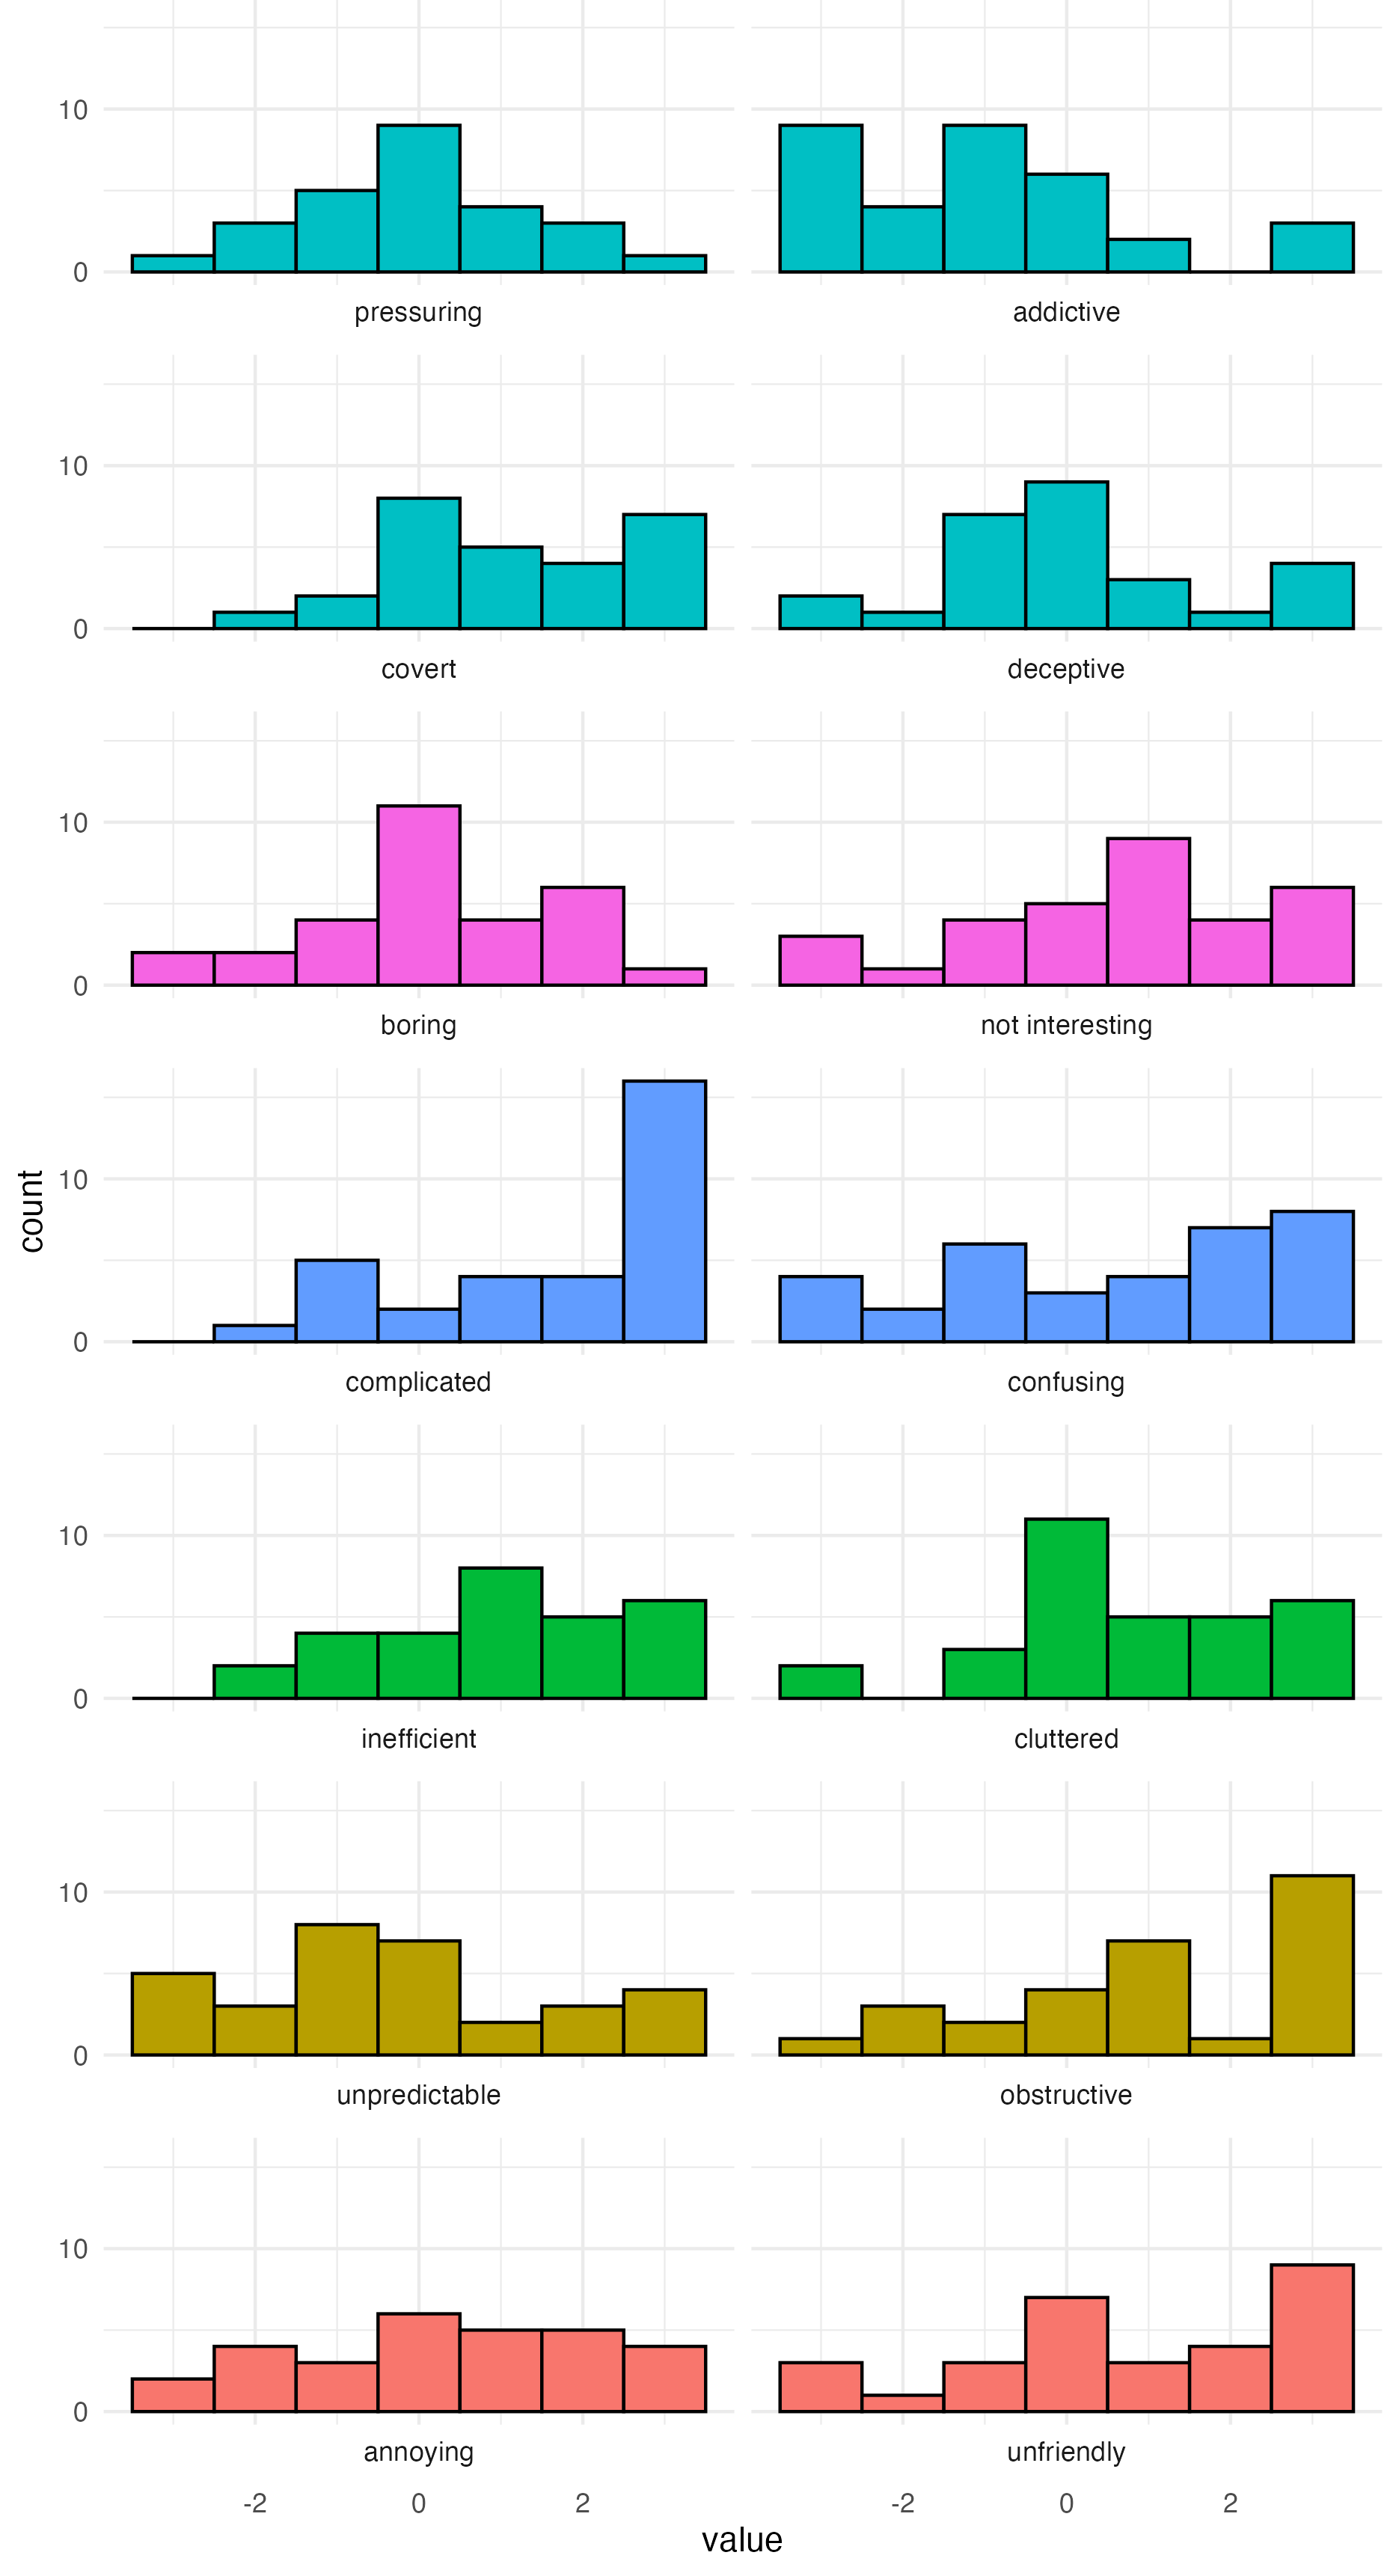 10
0
pressuring
addictive
10
0
covert
deceptive
10
0
boring
not interesting
count
10
0
complicated
confusing
10
0
inefficient
cluttered
10
0
unpredictable
obstructive
10
0
annoying
unfriendly
-2 0 2
-2 0 2
value